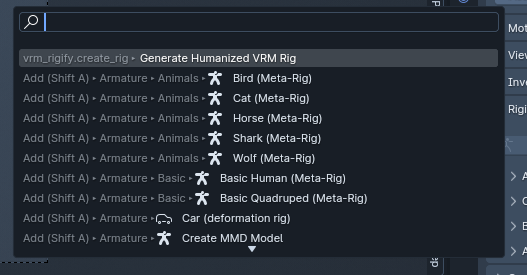 vrm_rigify.create_rig ▸ Generate Humanized VRM Rig
Add (Shift A) ▸ Armature ▸ Animals ▸ Bird (Meta-Rig)
Add (Shift A) ▸ Armature ▸ Animals ▸ Cat (Meta-Rig)
Add (Shift A) ▸ Armature ▸ Animals ▸ Horse (Meta-Rig)
Add (Shift A) ▸ Armature ▸ Animals ▸ Shark (Meta-Rig)
Add (Shift A) ▸ Armature ▸ Animals ▸ Wolf (Meta-Rig)
Add (Shift A) ▸ Armature ▸ Basic ▸ Basic Human (Meta-Rig)
Add (Shift A) ▸ Armature ▸ Basic ▸ Basic Quadruped (Meta-Rig)
Add (Shift A) ▸ Armature ▸ Car (deformation rig)
Add (Shift A) ▸ Armature ▸ Create MMD Model
Mot
View
Inve
Rigi